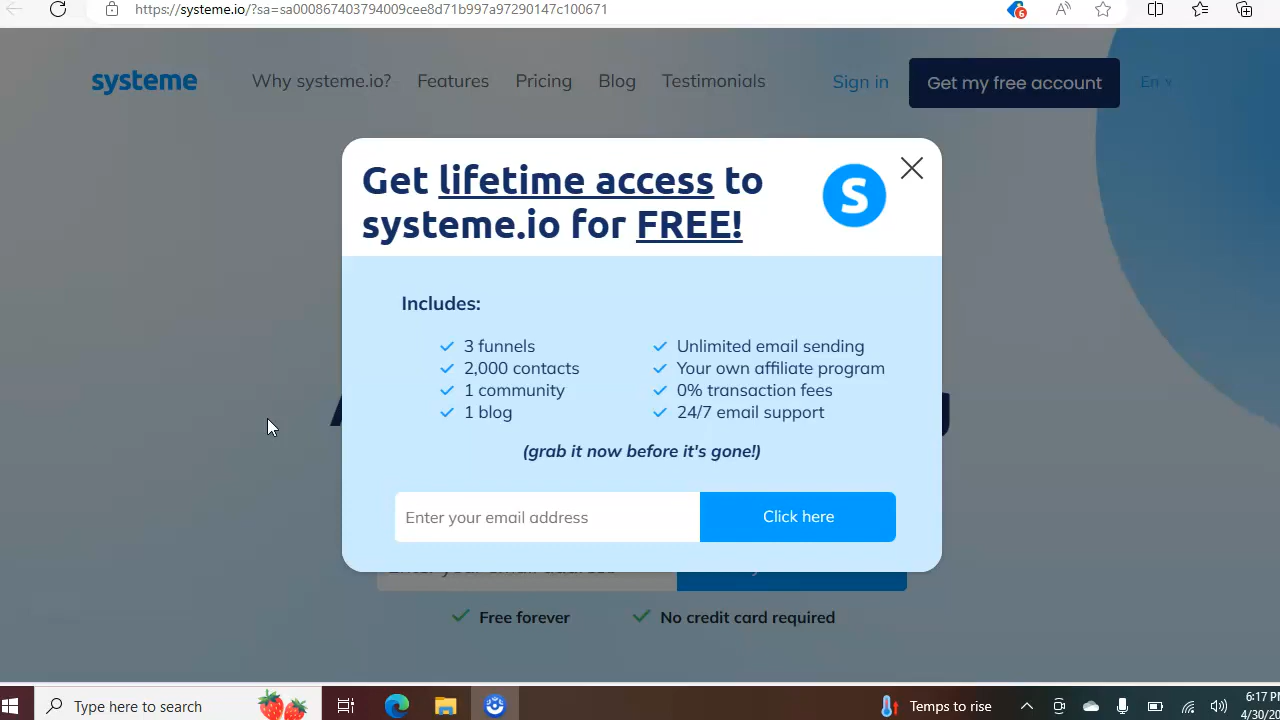 https://systeme.io/?sa=sa000867403794009cee8d71b997a97290147c100671
6
systeme
Why systeme.io?
Features
Pricing
Blog
Testimonials
Sign in
Get my free account
En
Get lifetime access to
systeme.io for FREE!
S
Includes:
3 funnels
2,000 contacts
1 community
1 blog
Unlimited email sending
Your own affiliate program
0% transaction fees
24/7 email support
(grab it now before it's gone!)
Enter your email address
Click here
Free forever
No credit card required
Type here to search
Temps to rise
6:17 PM
4/30/20